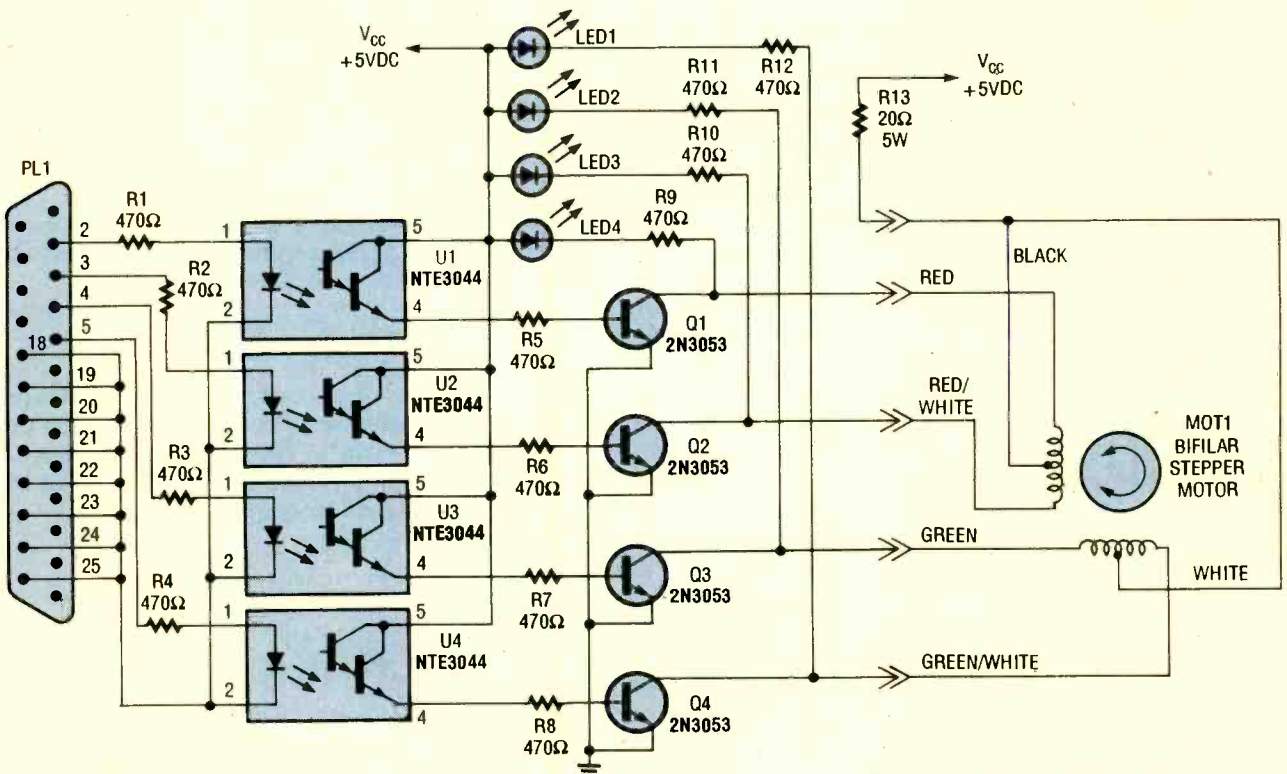 VCC
+5VDC
LED1
R11
470Ω
R12
470Ω
VCC
+5VDC
R13
20Ω
5W
LED2
R10
470Ω
LED3
R9
470Ω
LED4
PL1
R1
470Ω
2
3
4
5
18
19
20
21
22
23
24
25
R2
470Ω
R3
470Ω
R4
470Ω
1
2
5
4
U1
NTE3044
1
2
5
4
U2
NTE3044
1
2
5
4
U3
NTE3044
1
2
5
4
U4
NTE3044
R5
470Ω
R6
470Ω
R7
470Ω
R8
470Ω
Q1
2N3053
Q2
2N3053
Q3
2N3053
Q4
2N3053
BLACK
RED
RED/
WHITE
GREEN
WHITE
GREEN/WHITE
MOT1
BIFILAR
STEPPER
MOTOR